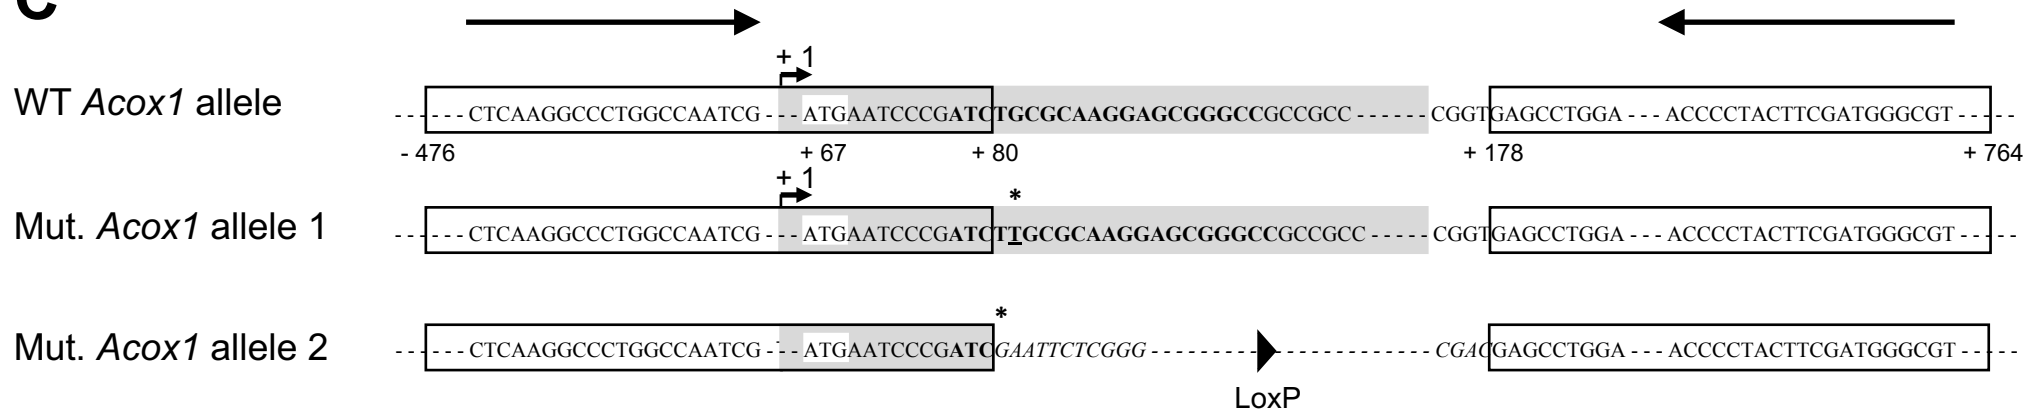 C
+ 1
WT Acox1 allele
- - - - - - CTCAAGGCCCTGGCCAATCG - - - ATGAATCCCGATCTGCGCAAGGAGCGGGCCGCCGCC - - - - - - CGGTGAGCCTGGA - - - ACCCCTACTTCGATGGGCGT - - - - -
- 476 + 67 + 80 + 178 + 764
+ 1
*
Mut. Acox1 allele 1
- - - - - - CTCAAGGCCCTGGCCAATCG - - - ATGAATCCCGATCTTGCGCAAGGAGCGGGCCGCCGCC - - - - - CGGTGAGCCTGGA - - - ACCCCTACTTCGATGGGCGT - - - - -
*
Mut. Acox1 allele 2
- - - - - - CTCAAGGCCCTGGCCAATCG - - - ATGAATCCCGATCGAATTCTCGGG - - - - - - - - - - - - - - - - - - - - - - CGACGAGCCTGGA - - - ACCCCTACTTCGATGGGCGT - - - - -
LoxP